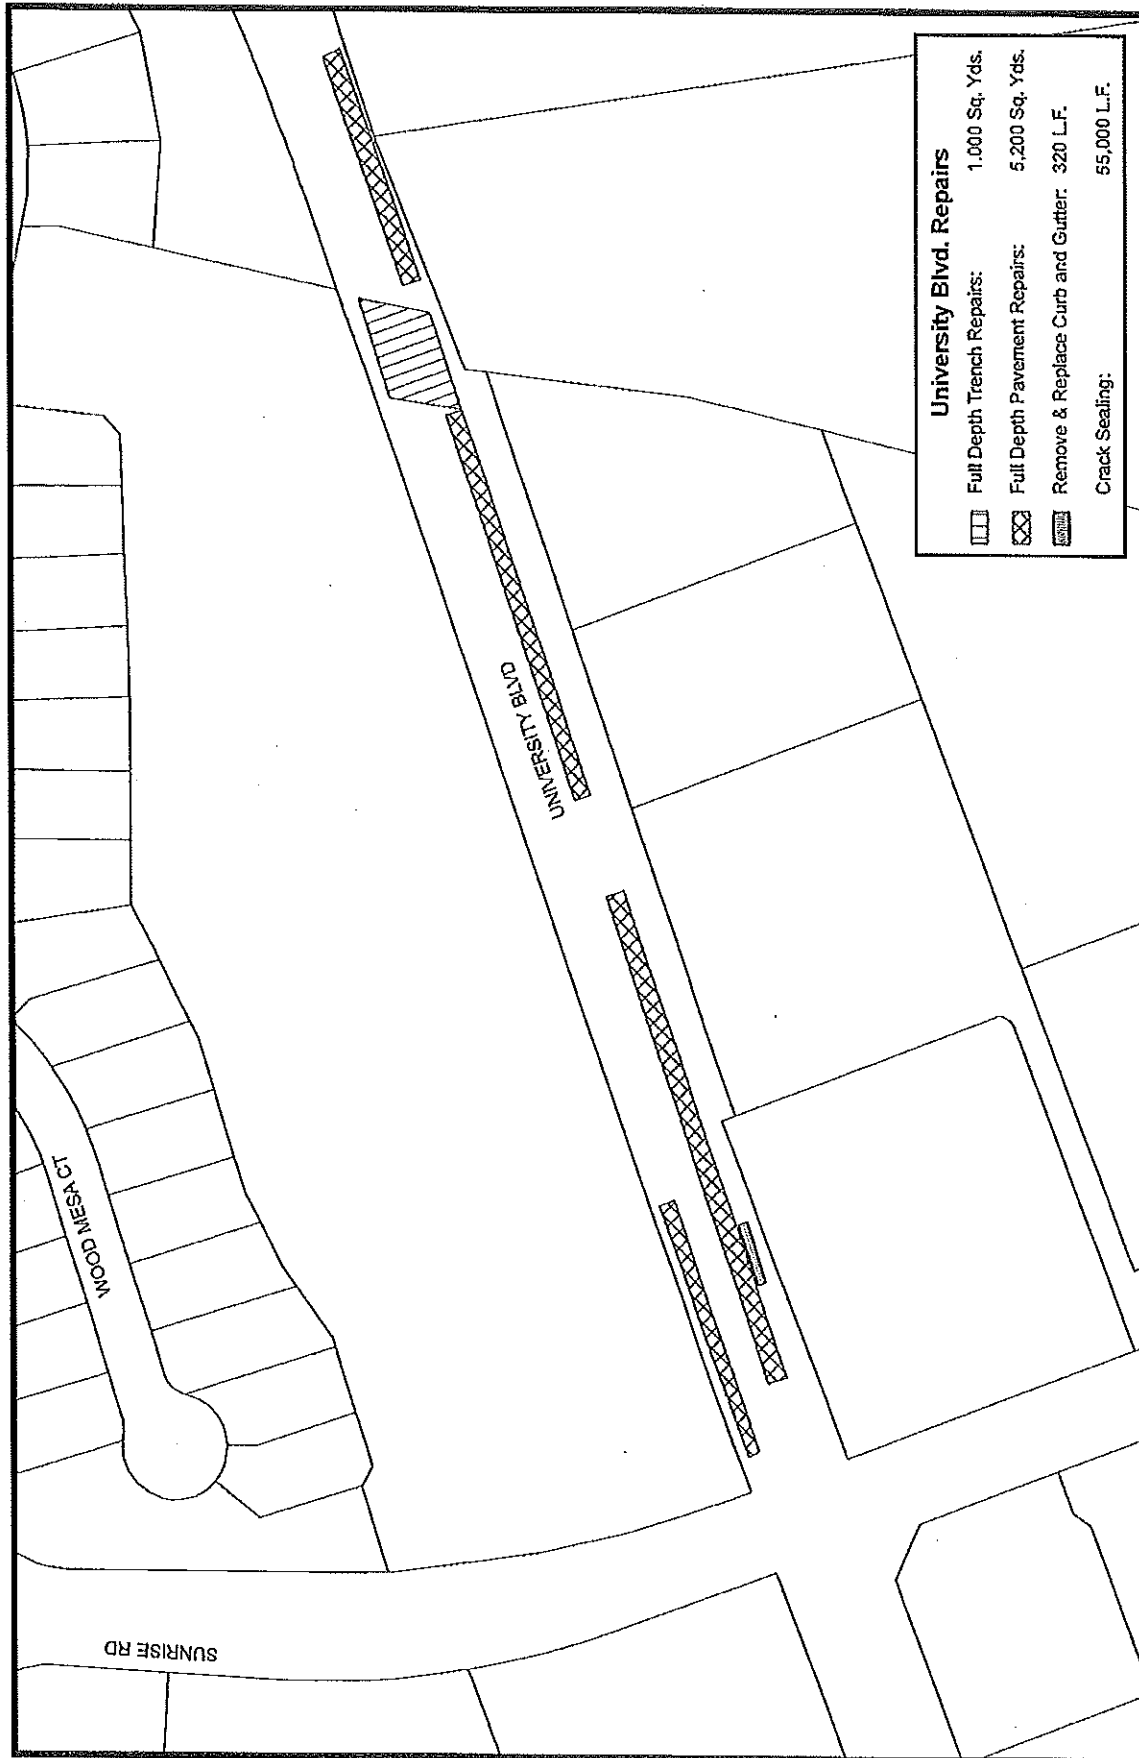 WOOD MESA CT
SUNRISE RD
UNIVERSITY BLVD
University Blvd. Repairs
Full Depth Trench Repairs: 1,000 Sq. Yds.
Full Depth Pavement Repairs: 5,200 Sq. Yds.
Remove & Replace Curb and Gutter: 320 L.F.
Crack Sealing: 55,000 L.F.